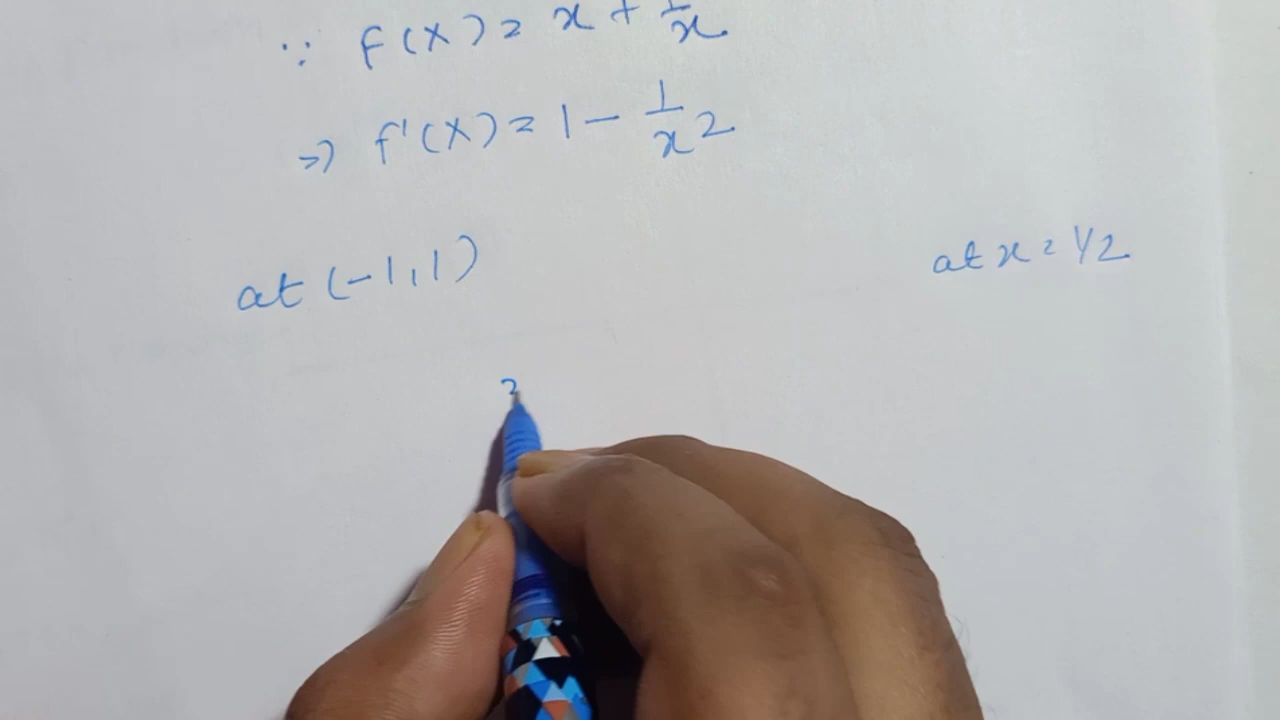 ∵ f(x) = x + 1/x
⇒ f'(x) = 1 - 1/x2
at (-1,1)
at x = 1/2